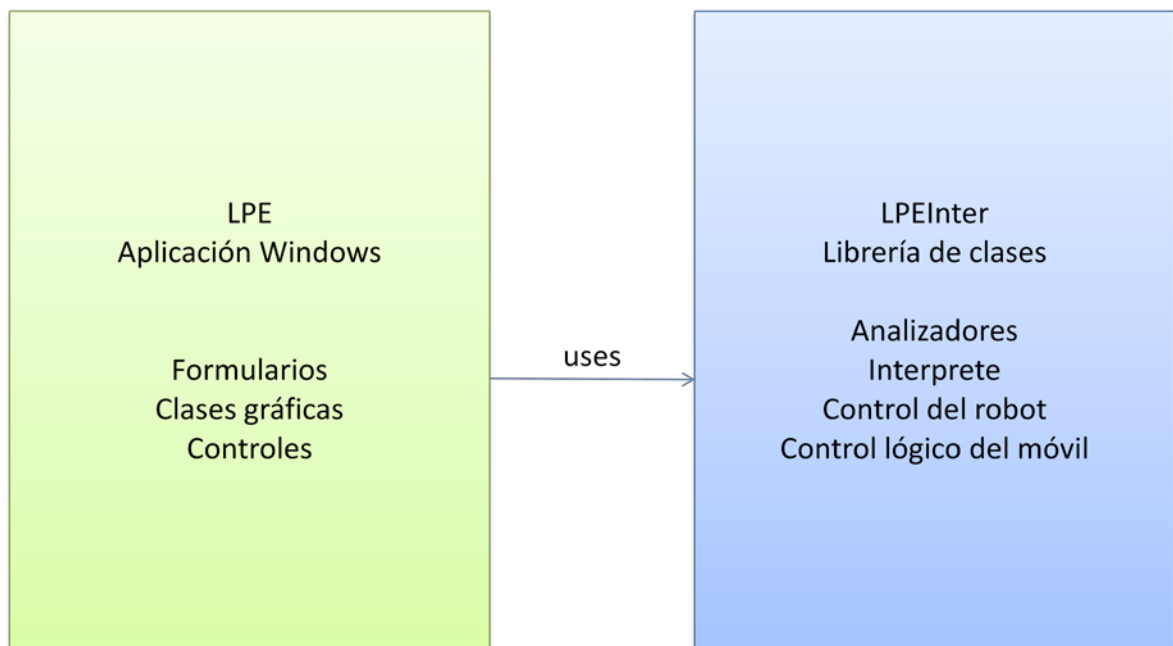 LPE
Aplicación Windows
Formularios
Clases gráficas
Controles
uses
LPEInter
Librería de clases
Analizadores
Interprete
Control del robot
Control lógico del móvil